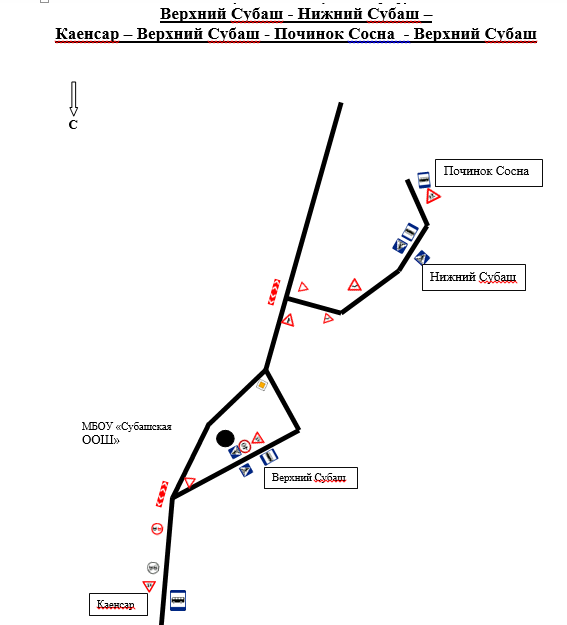 Верхний Субаш - Нижний Субаш –
Каенсар – Верхний Субаш - Починок Сосна - Верхний Субаш
С
Починок Сосна
Нижний Субаш
МБОУ «Субашская
ООШ»
Верхний Субаш
Каенсар